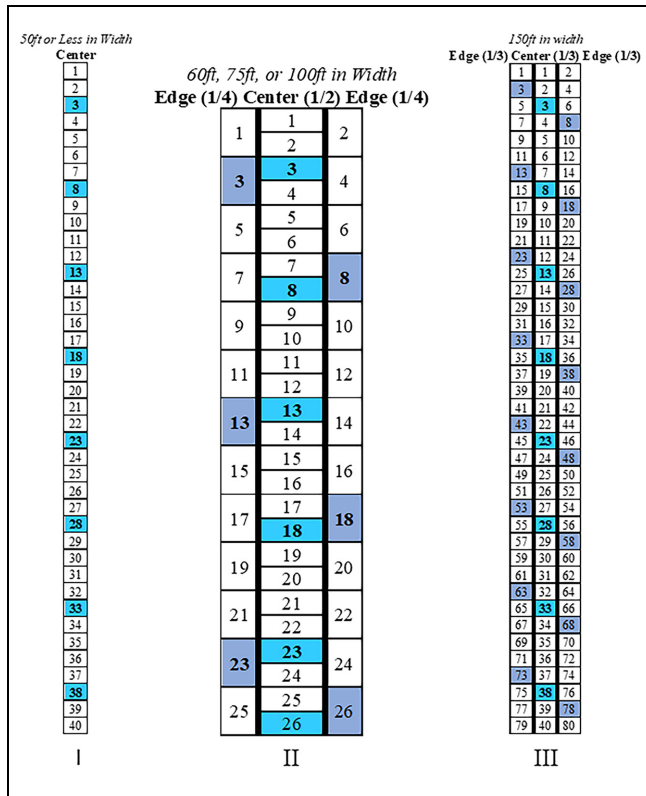 50ft or Less in Width
Center
1
2
3
4
5
6
7
8
9
10
11
12
13
14
15
16
17
18
19
20
21
22
23
24
25
26
27
28
29
30
31
32
33
34
35
36
37
38
39
40
I
60ft, 75ft, or 100ft in Width
Edge (1/4) Center (1/2) Edge (1/4)
1 1 2
2
3 3 4
4
5 5 6
6
7 7 8
8
9 9 10
10
11 11 12
12
13 13 14
14
15 15 16
16
17 17 18
18
19 19 20
20
21 21 22
22
23 23 24
24
25 25 26
26
II
150ft in width
Edge (1/3) Center (1/3) Edge (1/3)
1 1 2
3 2 4
5 3 6
7 4 8
9 5 10
11 6 12
13 7 14
15 8 16
17 9 18
19 10 20
21 11 22
23 12 24
25 13 26
27 14 28
29 15 30
31 16 32
33 17 34
35 18 36
37 19 38
39 20 40
41 21 42
43 22 44
45 23 46
47 24 48
49 25 50
51 26 52
53 27 54
55 28 56
57 29 58
59 30 60
61 31 62
63 32 64
65 33 66
67 34 68
69 35 70
71 36 72
73 37 74
75 38 76
77 39 78
79 40 80
III